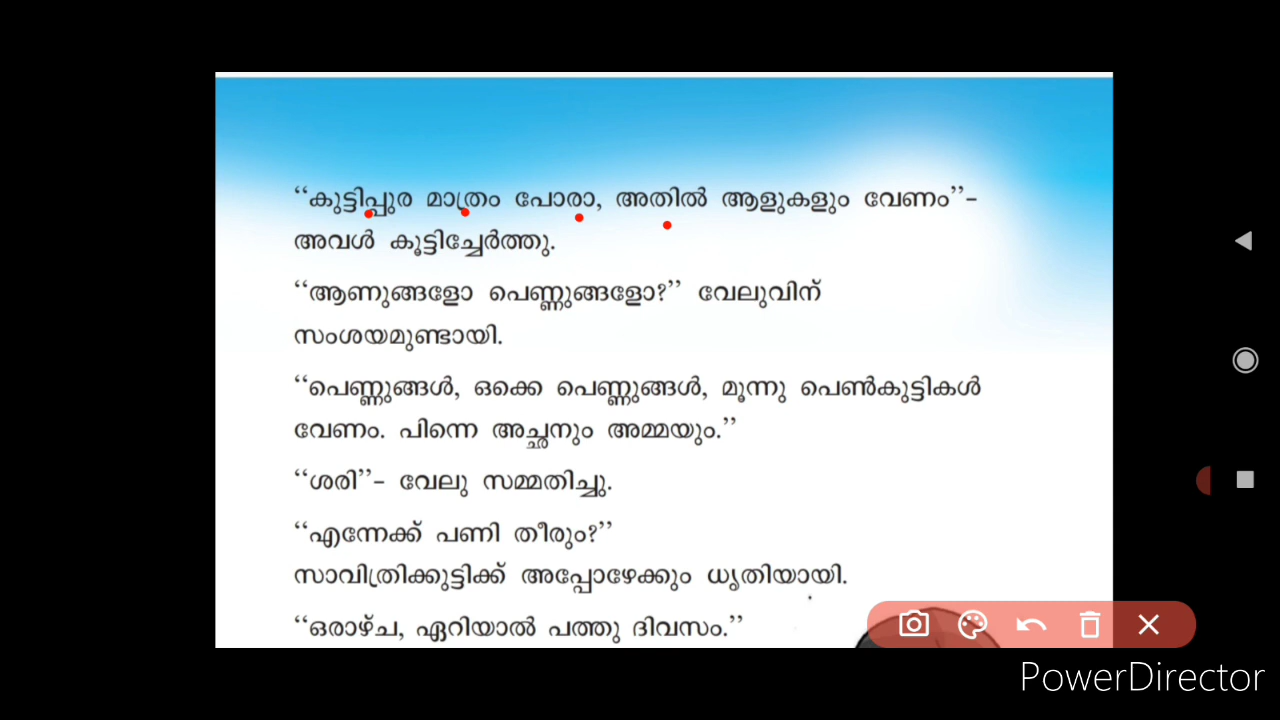 ‘‘കുട്ടിപ്പുര മാത്രം പോരാ, അതിൽ ആളുകളും വേണം’’–
അവൾ കൂട്ടിച്ചേർത്തു.
‘‘ആണുങ്ങളോ പെണ്ണുങ്ങളോ?’’ വേലുവിന്
സംശയമുണ്ടായി.
‘‘പെണ്ണുങ്ങൾ, ഒക്കെ പെണ്ണുങ്ങൾ, മൂന്നു പെൺകുട്ടികൾ
വേണം. പിന്നെ അച്ഛനും അമ്മയും.’’
‘‘ശരി’’– വേലു സമ്മതിച്ചു.
‘‘എന്നേക്ക് പണി തീരും?’’
സാവിത്രിക്കുട്ടിക്ക് അപ്പോഴേക്കും ധൃതിയായി.
‘‘ഒരാഴ്ച, ഏറിയാൽ പത്തു ദിവസം.’’
PowerDirector